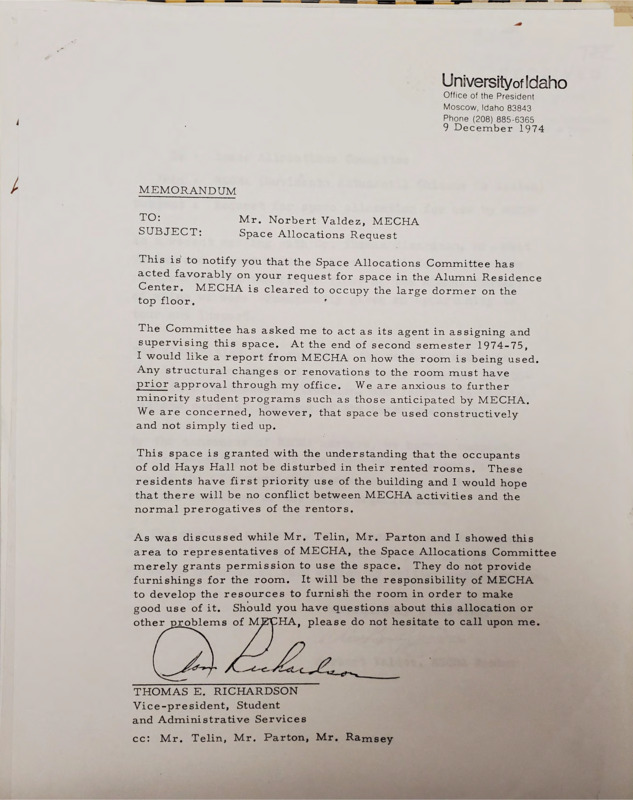 University of Idaho
Office of the President
Moscow, Idaho 83843
Phone (208) 885-6365
9 December 1974
MEMORANDUM
TO: Mr. Norbert Valdez, MECHA
SUBJECT: Space Allocations Request
This is to notify you that the Space Allocations Committee has
acted favorably on your request for space in the Alumni Residence
Center. MECHA is cleared to occupy the large dormer on the
top floor.
The Committee has asked me to act as its agent in assigning and
supervising this space. At the end of second semester 1974-75,
I would like a report from MECHA on how the room is being used.
Any structural changes or renovations to the room must have
prior approval through my office. We are anxious to further
minority student programs such as those anticipated by MECHA.
We are concerned, however, that space be used constructively
and not simply tied up.
This space is granted with the understanding that the occupants
of old Hays Hall not be disturbed in their rented rooms. These
residents have first priority use of the building and I would hope
that there will be no conflict between MECHA activities and the
normal prerogatives of the rentors.
As was discussed while Mr. Telin, Mr. Parton and I showed this
area to representatives of MECHA, the Space Allocations Committee
merely grants permission to use the space. They do not provide
furnishings for the room. It will be the responsibility of MECHA
to develop the resources to furnish the room in order to make
good use of it. Should you have questions about this allocation or
other problems of MECHA, please do not hesitate to call upon me.
Tom Richardson
THOMAS E. RICHARDSON
Vice-president, Student
and Administrative Services
cc: Mr. Telin, Mr. Parton, Mr. Ramsey